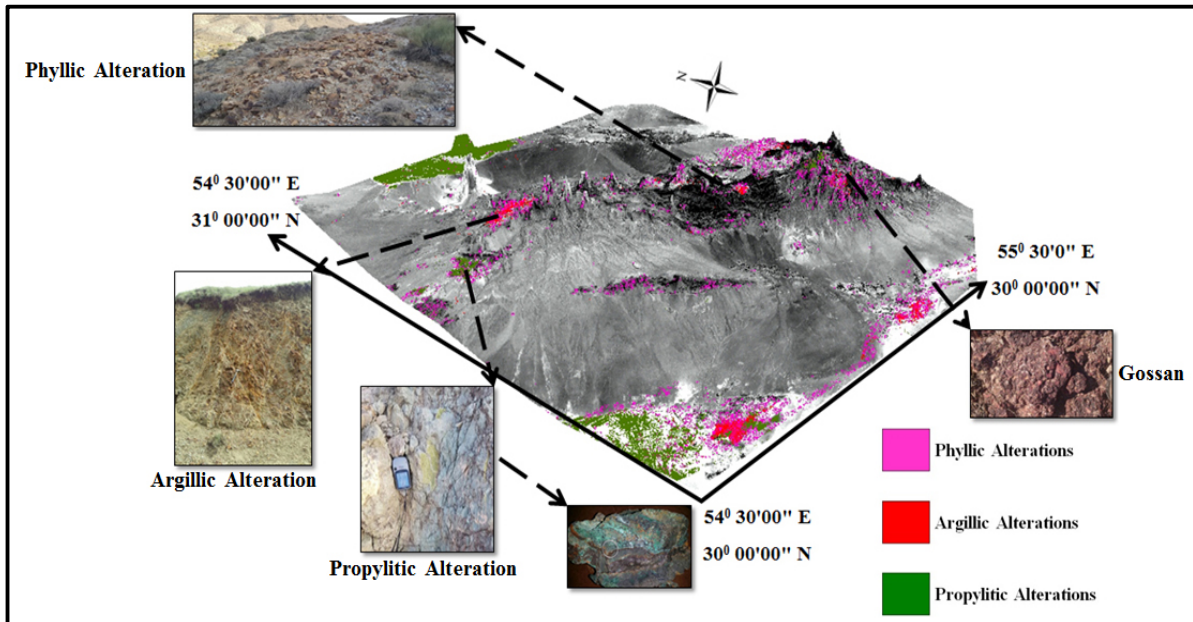 Phyllic Alteration
N
54⁰ 30'00" E
31⁰ 00'00" N
55⁰ 30'0" E
30⁰ 00'00" N
Gossan
Argillic Alteration
Propylitic Alteration
54⁰ 30'00" E
30⁰ 00'00" N
Phyllic Alterations
Argillic Alterations
Propylitic Alterations